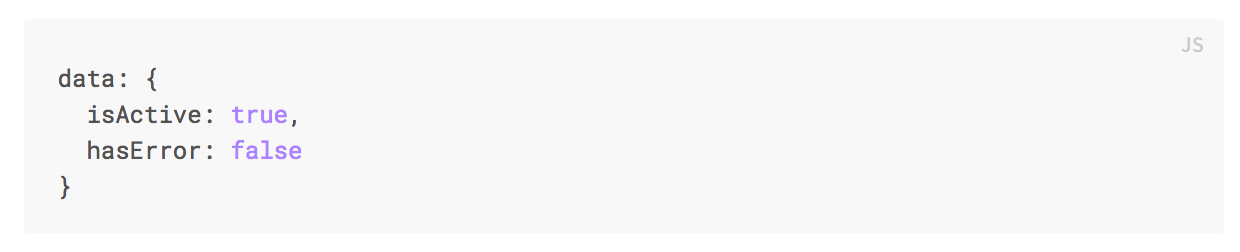 JS
data: {
  isActive: true,
  hasError: false
}